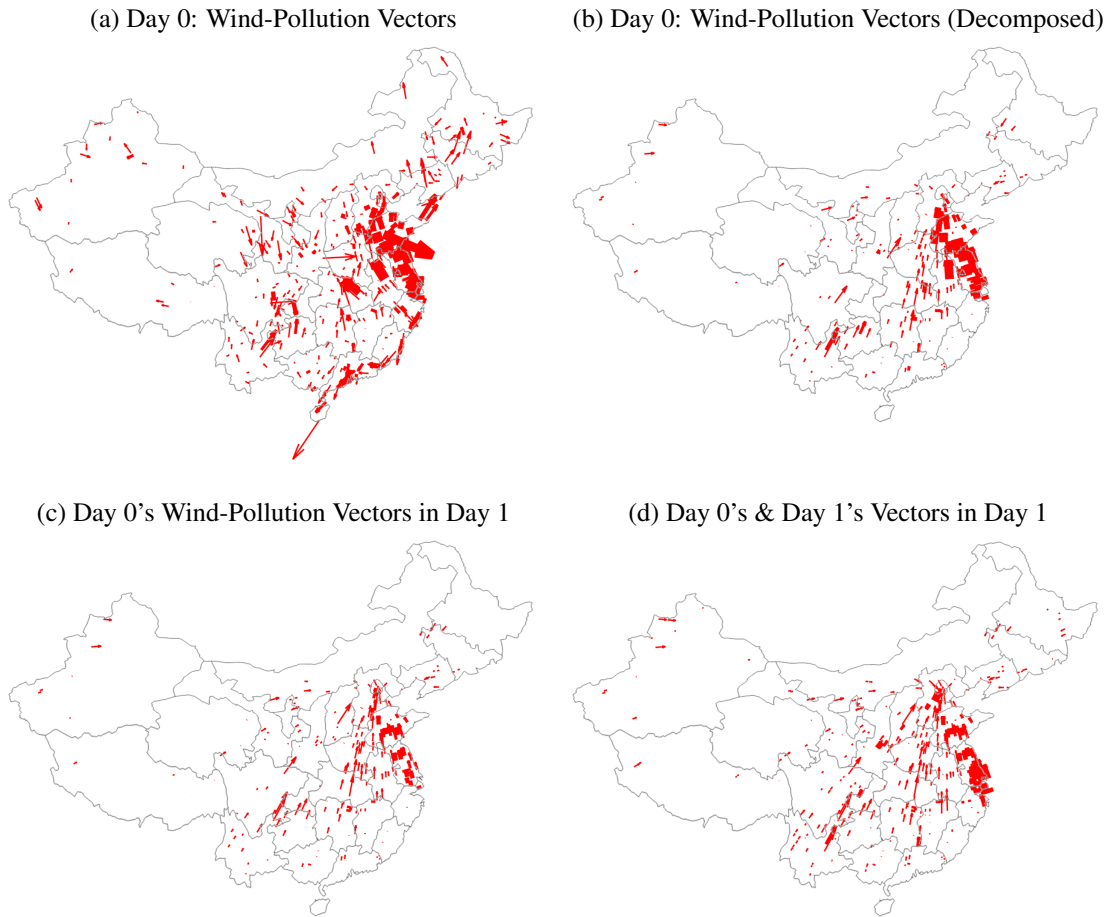 (a) Day 0: Wind-Pollution Vectors
(b) Day 0: Wind-Pollution Vectors (Decomposed)
(c) Day 0's Wind-Pollution Vectors in Day 1
(d) Day 0's & Day 1's Vectors in Day 1